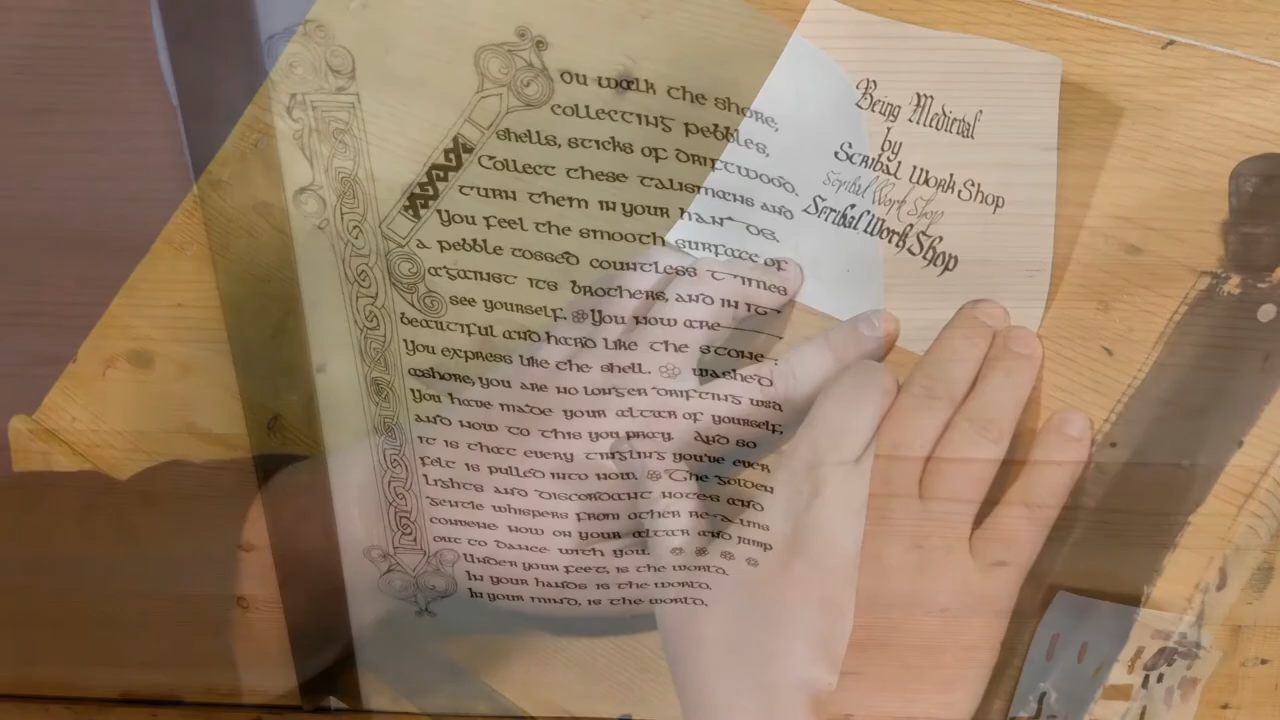 You walk the shore,
collecting pebbles,
shells, sticks of driftwood.
Collect these talismans and
turn them in your hands.
You feel the smooth surface of
a pebble tossed countless times
against its brothers, and in it
see yourself. You now are
beautiful and hard like the stone.
You express like the shell. washed
ashore, you are no longer drifting
You have made your altar of yourself,
and now to this you pray. And so
it is that every tingling you've ever
felt is pulled into now. The golden
lights and discordant notes and
gentle whispers from other realms
convene now on your altar and jump
out to dance with you.
Under your feet, is the world.
In your hands is the world.
In your mind, is the world.
Being Medieval
by
Scribal Work Shop
Scribal Work Shop
Scribal Work Shop